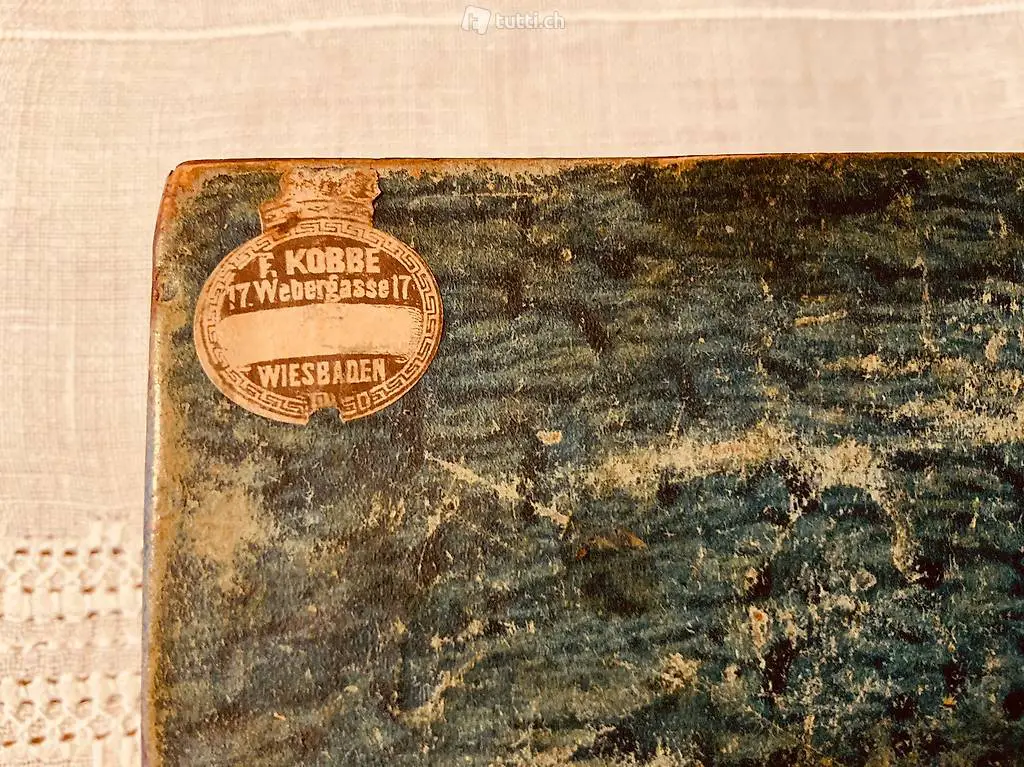 tutti.ch
F. KOBBE
17. Webergasse 17
WIESBADEN